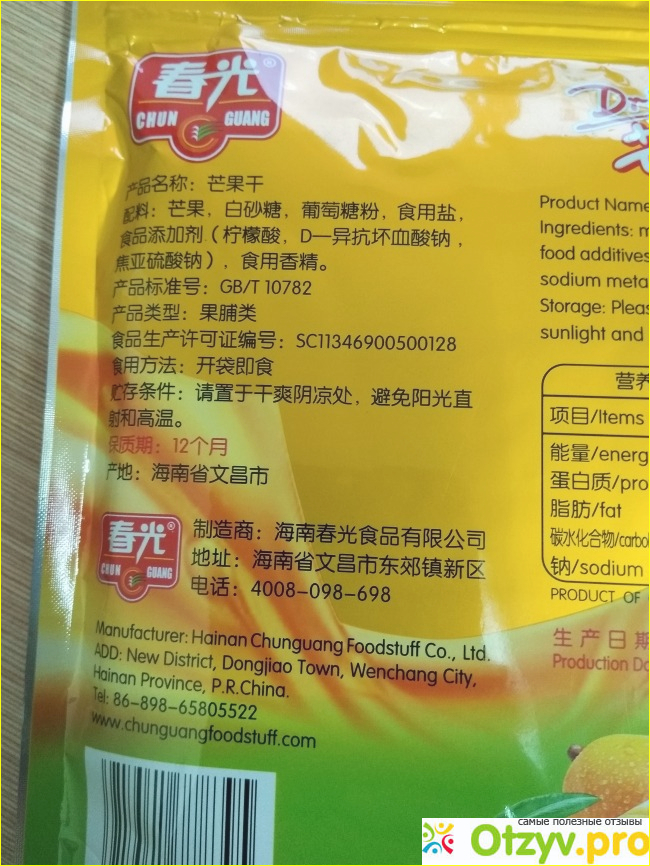 春光®
CHUN GUANG
产品名称：芒果干
配料：芒果，白砂糖，葡萄糖粉，食用盐，
食品添加剂（柠檬酸，D—异抗坏血酸钠，
焦亚硫酸钠），食用香精。
产品标准号：GB/T 10782
产品类型：果脯类
食品生产许可证编号：SC11346900500128
食用方法：开袋即食
贮存条件：请置于干爽阴凉处，避免阳光直
射和高温。
保质期：12个月
产地：海南省文昌市
春光®
CHUN GUANG
制造商：海南春光食品有限公司
地址：海南省文昌市东郊镇新区
电话：4008-098-698
Manufacturer: Hainan Chunguang Foodstuff Co., Ltd.
ADD: New District, Dongjiao Town, Wenchang City,
Hainan Province, P.R.China.
Tel: 86-898-65805522
www.chunguangfoodstuff.com
Dr
Product Name
Ingredients: m
food additives
sodium meta
Storage: Pleas
sunlight and
营养
项目/Items
能量/energ
蛋白质/pro
脂肪/fat
碳水化合物/carbo
钠/sodium
PRODUCT OF
生产日期
Production Da
самые полезные отзывы
Otzyv.pro